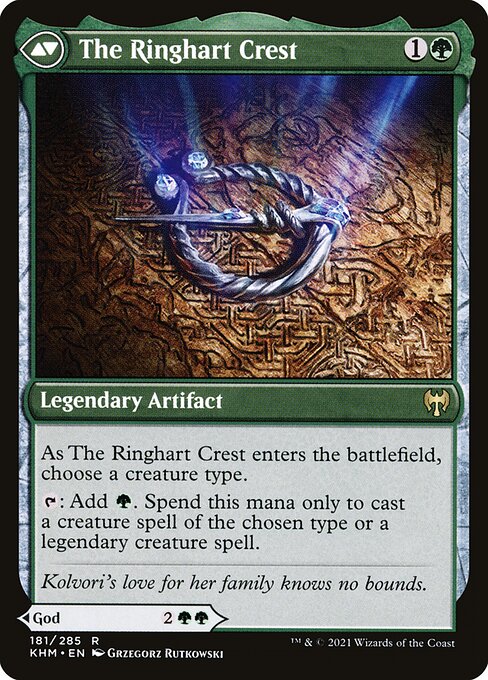 The Ringhart Crest 1
Legendary Artifact
As The Ringhart Crest enters the battlefield,
choose a creature type.
: Add . Spend this mana only to cast
a creature spell of the chosen type or a
legendary creature spell.
Kolvori's love for her family knows no bounds.
God 2
181/285 R
KHM • EN Grzegorz Rutkowski
™ & © 2021 Wizards of the Coast